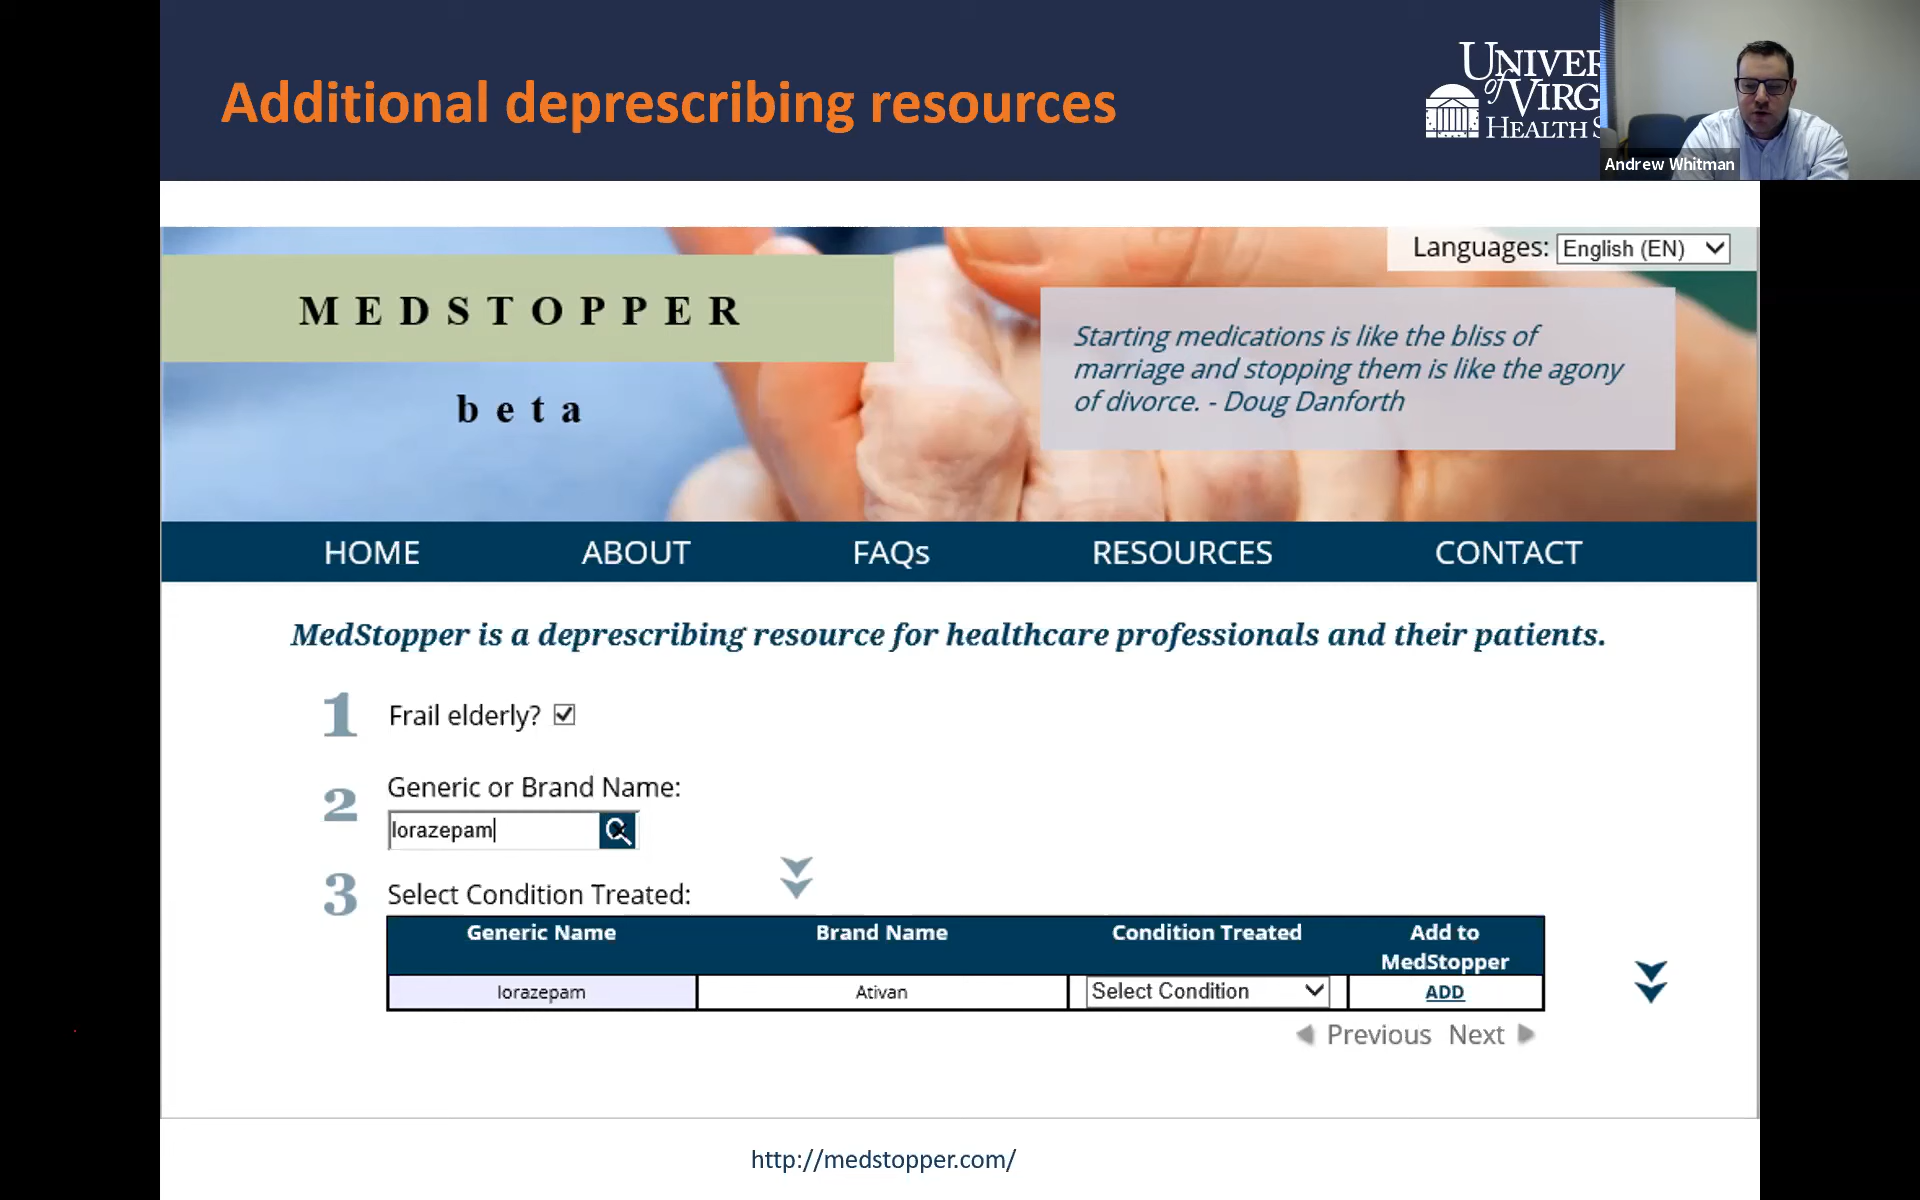 Additional deprescribing resources
UNIVER
of VIRG
HEALTH S
Andrew Whitman
Languages: English (EN)
MEDSTOPPER
beta
Starting medications is like the bliss of
marriage and stopping them is like the agony
of divorce. - Doug Danforth
HOME ABOUT FAQs RESOURCES CONTACT
MedStopper is a deprescribing resource for healthcare professionals and their patients.
1 Frail elderly?
2 Generic or Brand Name:
lorazepam
3 Select Condition Treated:
Generic Name Brand Name Condition Treated Add to
MedStopper
lorazepam Ativan Select Condition ADD
Previous Next
http://medstopper.com/